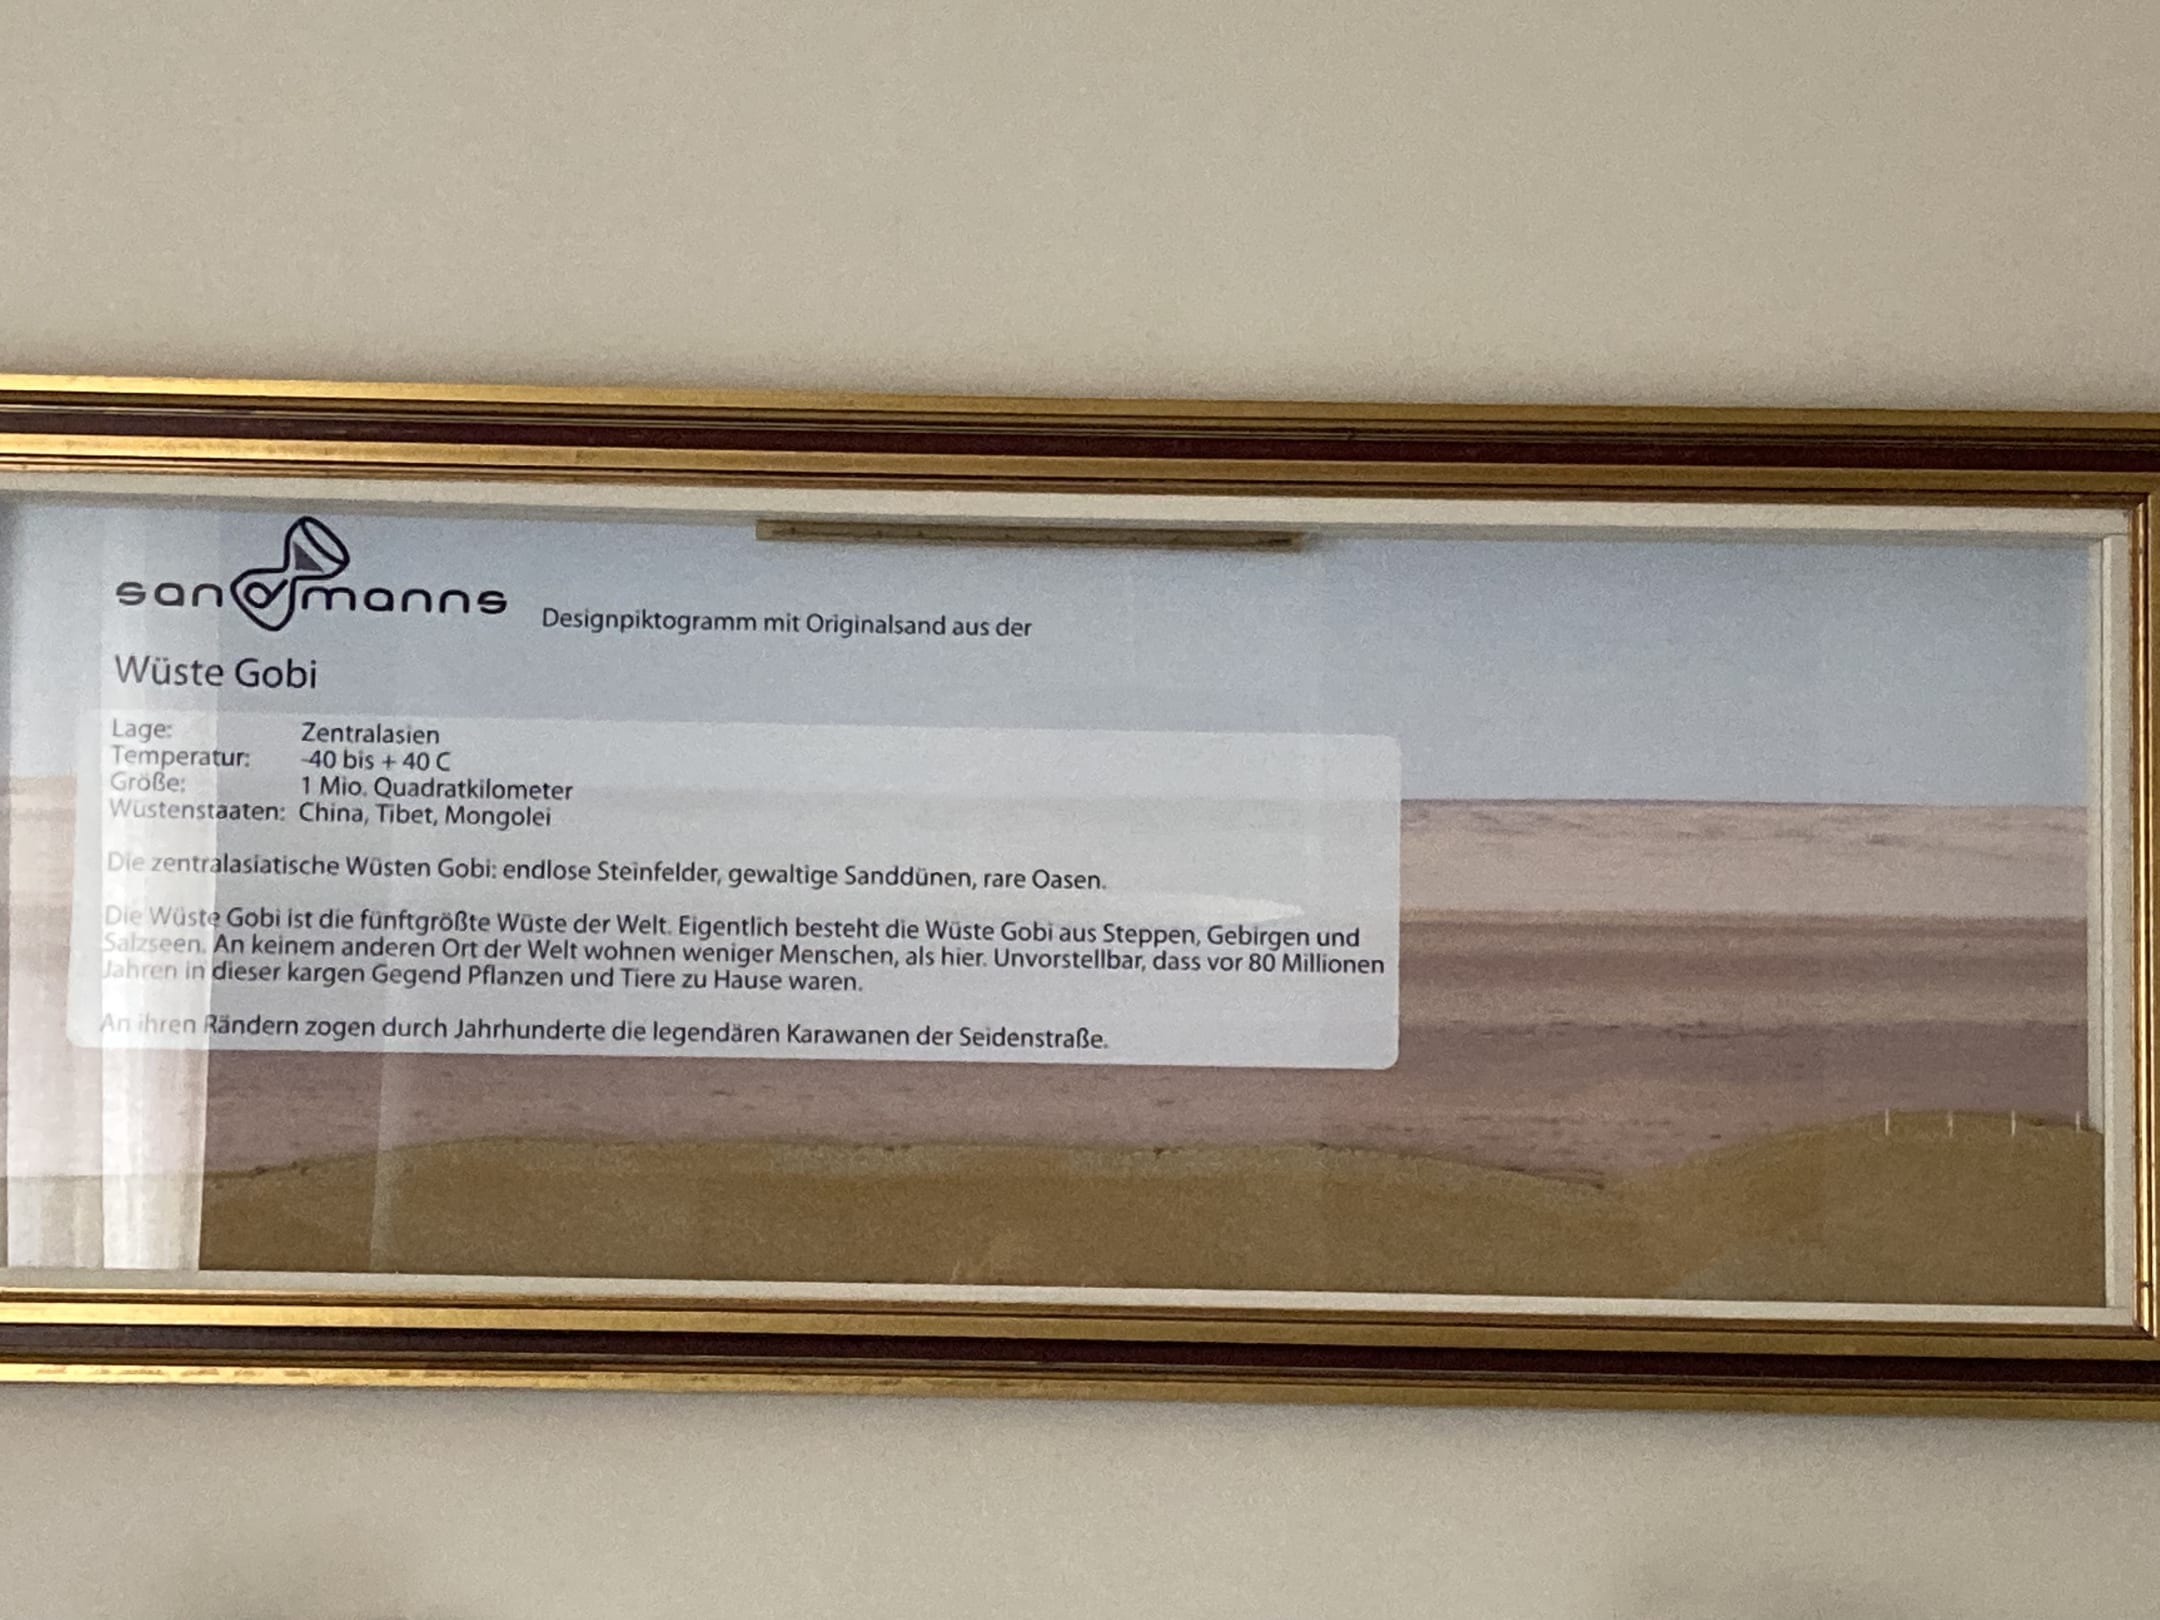 sandmanns
Designpiktogramm mit Originalsand aus der
Wüste Gobi
Lage: Zentralasien
Temperatur: -40 bis + 40 C
Größe: 1 Mio. Quadratkilometer
Wüstenstaaten: China, Tibet, Mongolei
Die zentralasiatische Wüsten Gobi: endlose Steinfelder, gewaltige Sanddünen, rare Oasen.
Die Wüste Gobi ist die fünftgrößte Wüste der Welt. Eigentlich besteht die Wüste Gobi aus Steppen, Gebirgen und
Salzseen. An keinem anderen Ort der Welt wohnen weniger Menschen, als hier. Unvorstellbar, dass vor 80 Millionen
Jahren in dieser kargen Gegend Pflanzen und Tiere zu Hause waren.
An ihren Rändern zogen durch Jahrhunderte die legendären Karawanen der Seidenstraße.